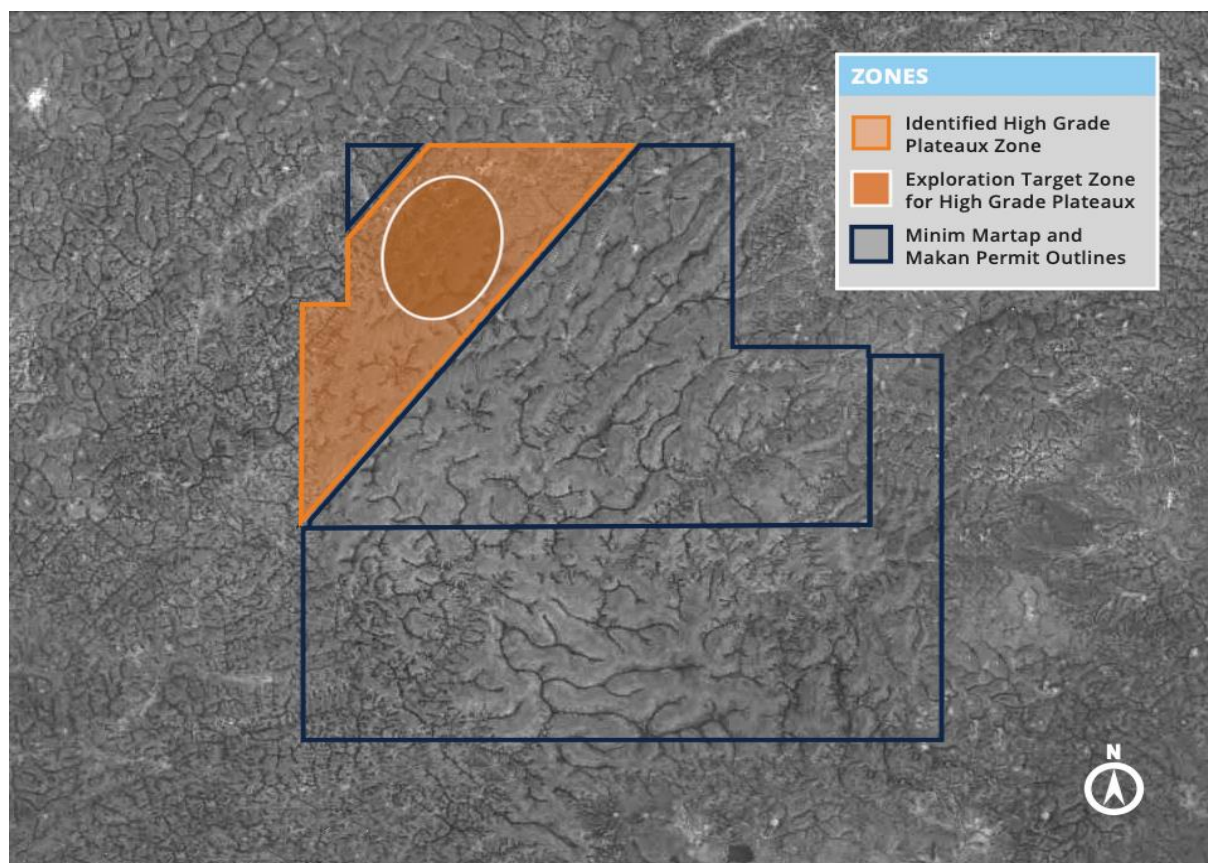 ZONES
Identified High Grade
Plateaux Zone
Exploration Target Zone
for High Grade Plateaux
Minim Martap and
Makan Permit Outlines
N